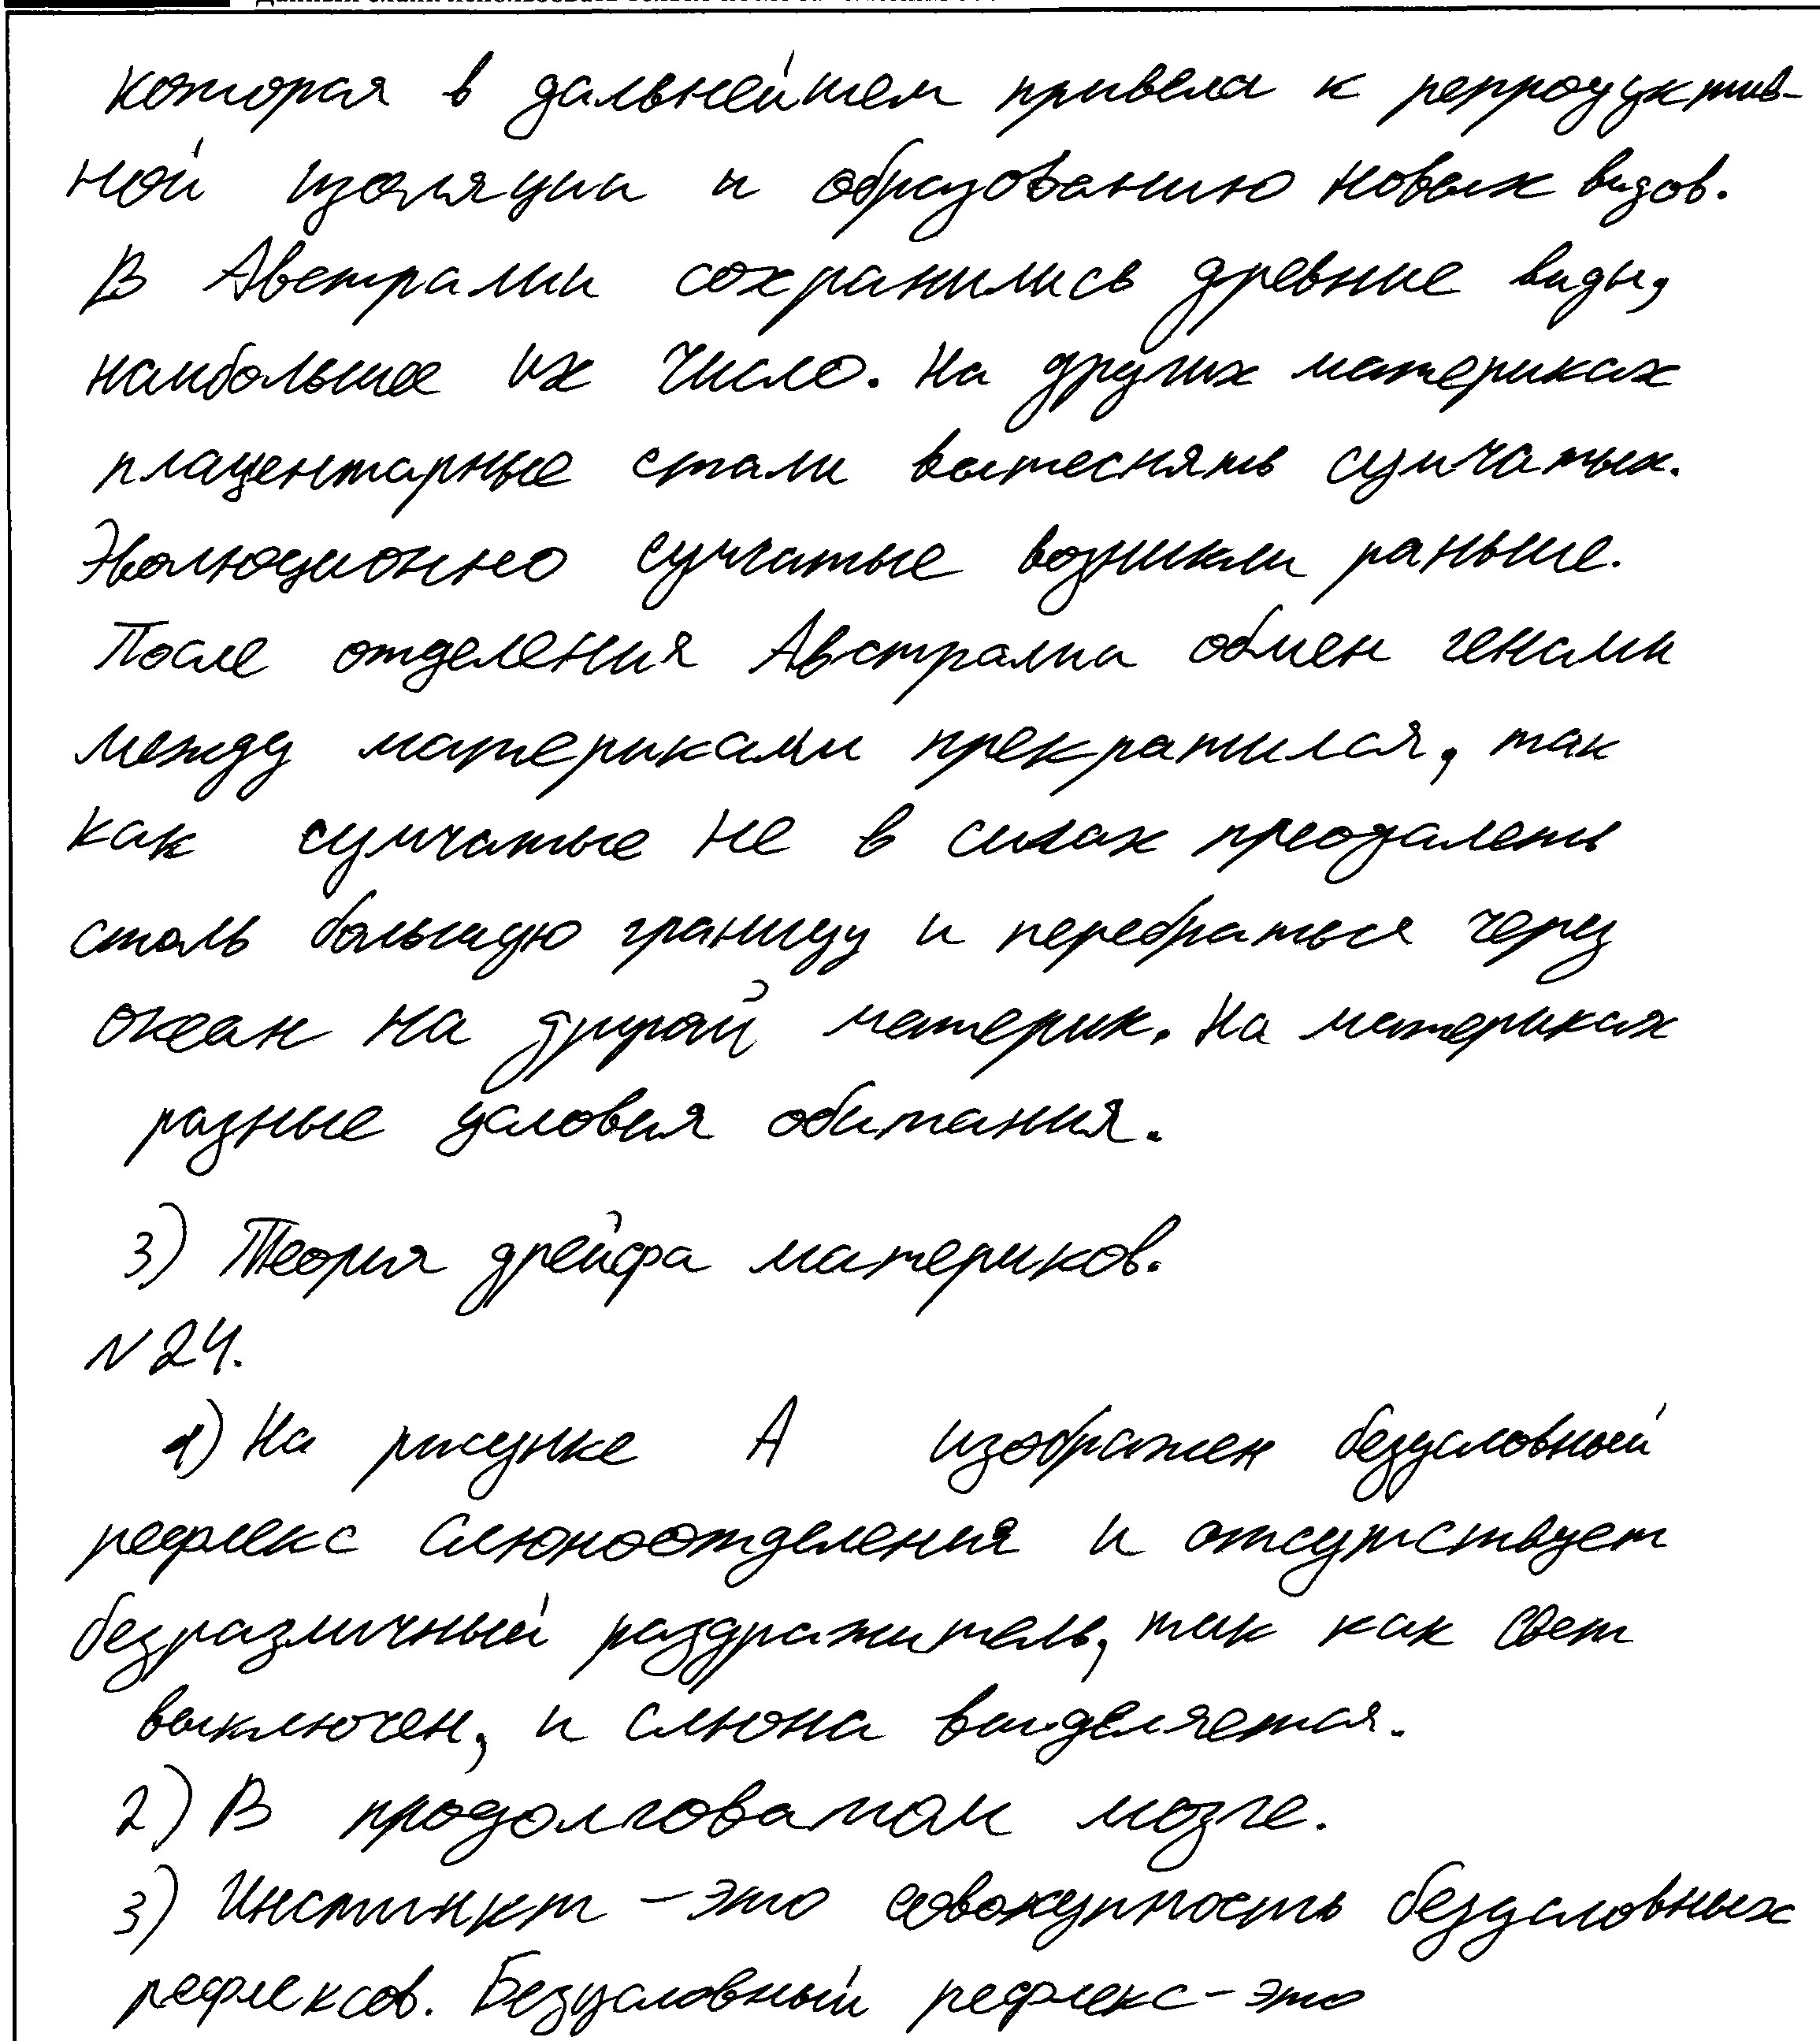 которая в дальнейшем привела к репродуктив-
ной изоляции и образованию новых видов.
В Австралии сохранились древние виды,
наибольшее их число. На других материках
плацентарные стали вытеснять сумчатых.
Эволюционно сумчатые возникли раньше.
После отделения Австралии обмен генами
между материками прекратился, так
как сумчатые не в силах преодолеть
столь большую границу и перебраться через
океан на другой материк. На материках
разные условия обитания.
3) Теория дрейфа материков.
N 24.
1) На рисунке А изображен безусловный
рефлекс слюноотделения и отсутствует
безразличный раздражитель, так как свет
выключен, и слюна выделяется.
2) В продолговатом мозге.
3) Инстинкт – это совокупность безусловных
рефлексов. Безусловный рефлекс – это